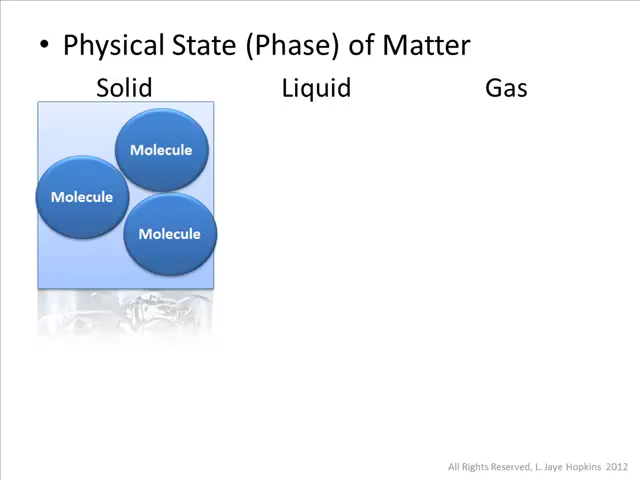 • Physical State (Phase) of Matter
Solid Liquid Gas
Molecule
Molecule
Molecule
All Rights Reserved, L. Jaye Hopkins 2012